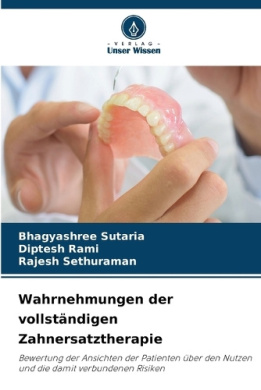 - VERLAG -
Unser Wissen
Bhagyashree Sutaria
Diptesh Rami
Rajesh Sethuraman
Wahrnehmungen der
vollständigen
Zahnersatztherapie
Bewertung der Ansichten der Patienten über den Nutzen
und die damit verbundenen Risiken